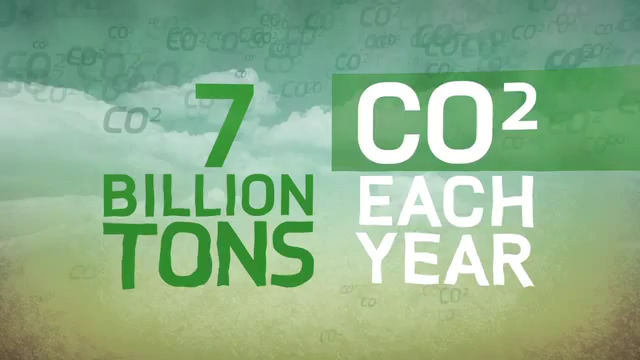 7
BILLION
TONS
CO²
EACH
YEAR